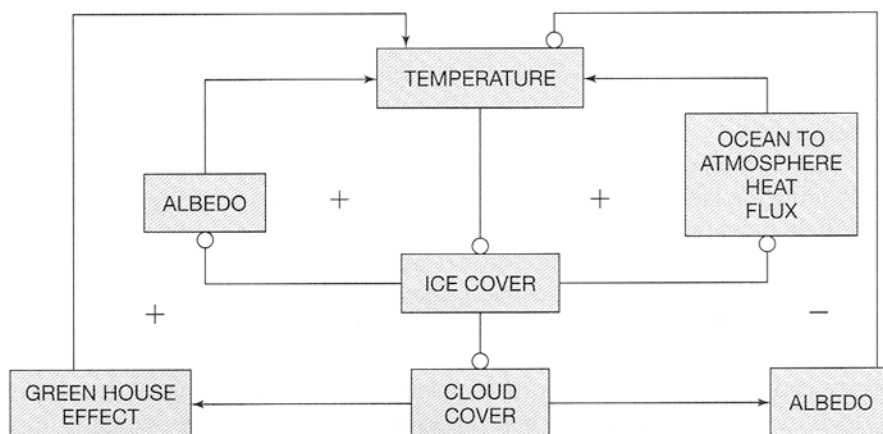 TEMPERATURE
OCEAN TO
ATMOSPHERE
HEAT
FLUX
ALBEDO
+
+
ICE COVER
+
−
GREEN HOUSE
EFFECT
CLOUD
COVER
ALBEDO